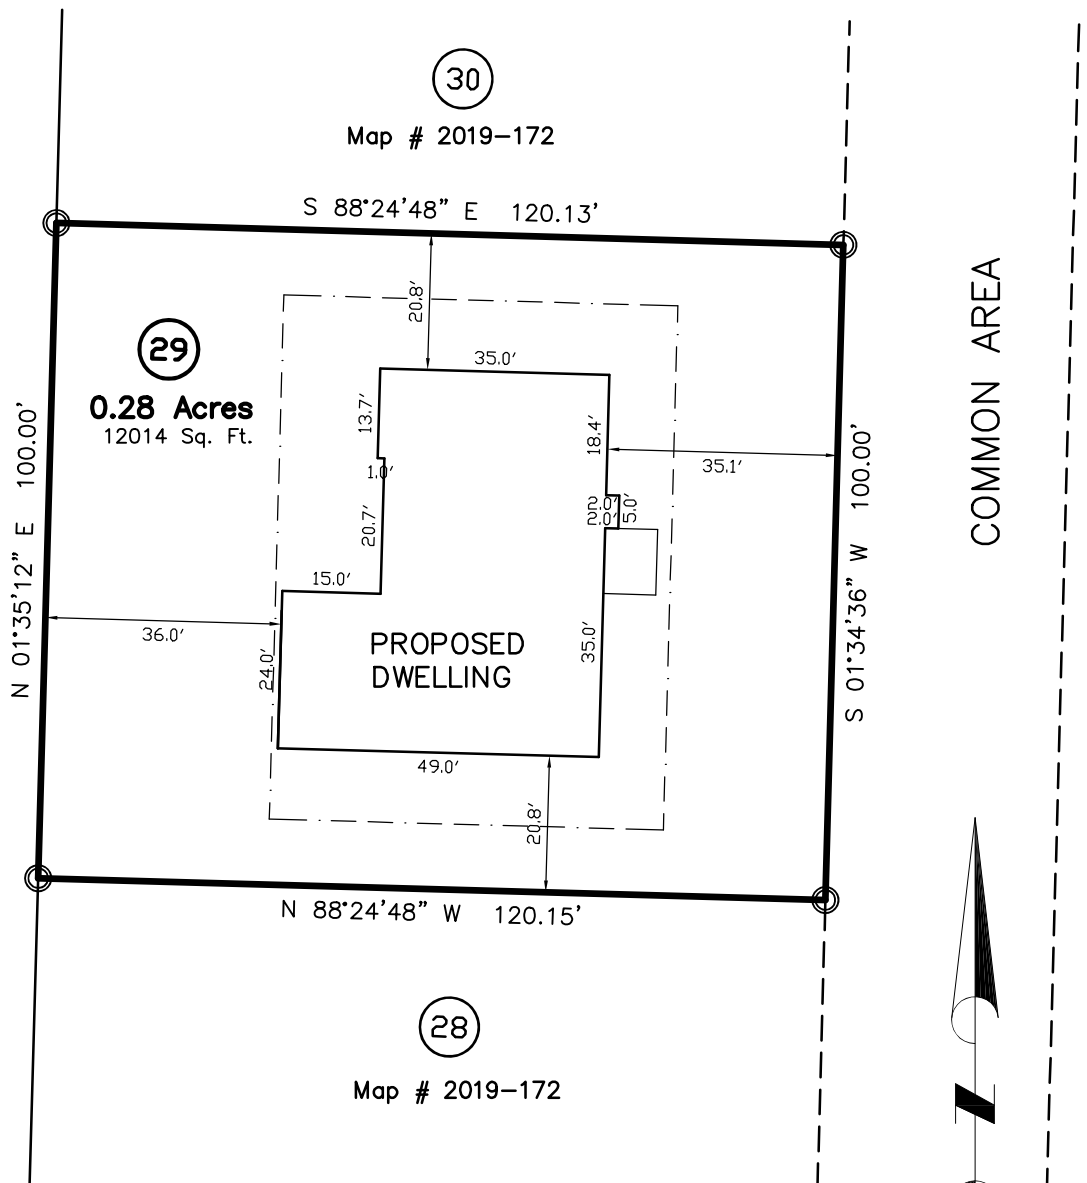 30
Map # 2019-172
S 88°24'48" E 120.13'
20.8'
35.0'
29
0.28 Acres
12014 Sq. Ft.
13.7'
18.4'
1.0'
35.1'
2.0'
2.0'
5.0'
20.7'
15.0'
N 01°35'12" E 100.00'
S 01°34'36" W 100.00'
COMMON AREA
36.0'
24.0'
PROPOSED
DWELLING
35.0'
49.0'
20.8'
N 88°24'48" W 120.15'
28
Map # 2019-172
N